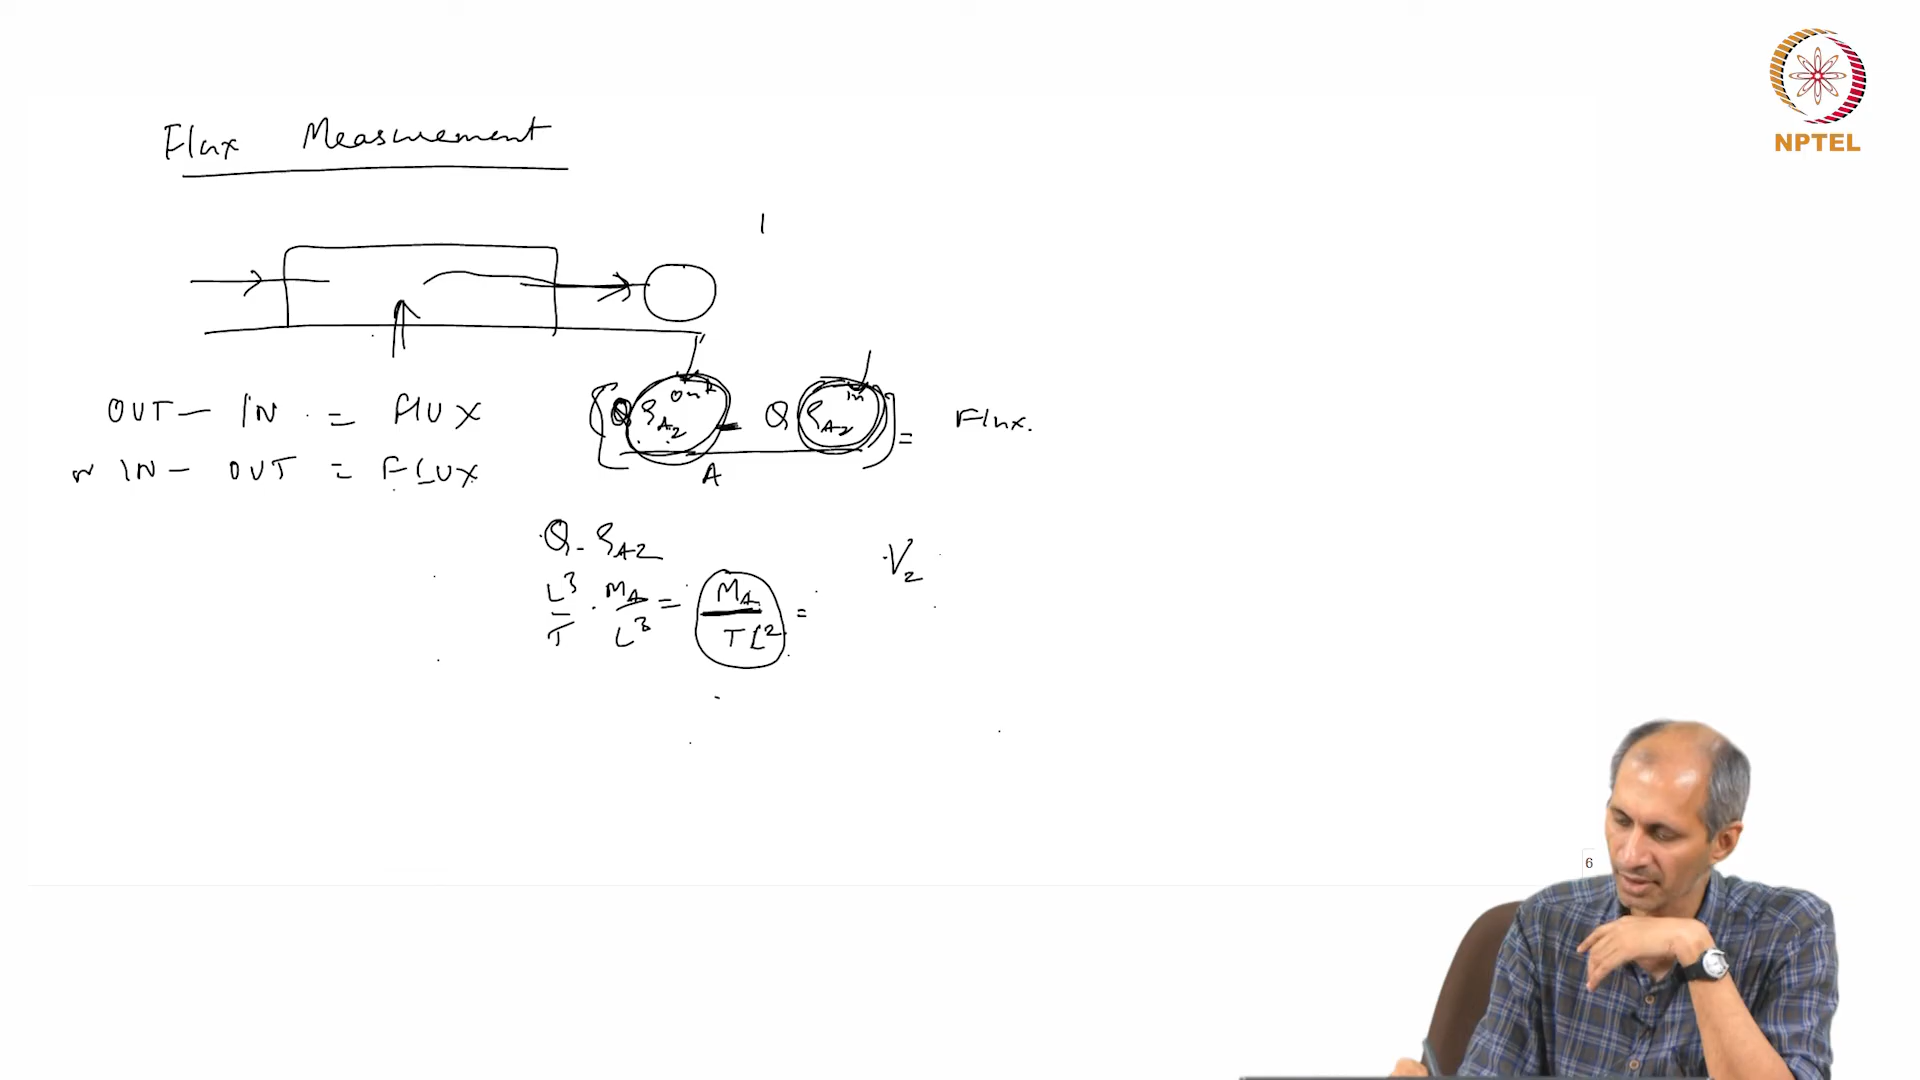 NPTEL
Flux Measurement
OUT - IN = FLUX
IN - OUT = FLUX
[Q ρA2 out - Q ρA2 in] = Flux.
A
Q . ρA2
L³/T . MA/L³ = MA/TL² =
V2
6